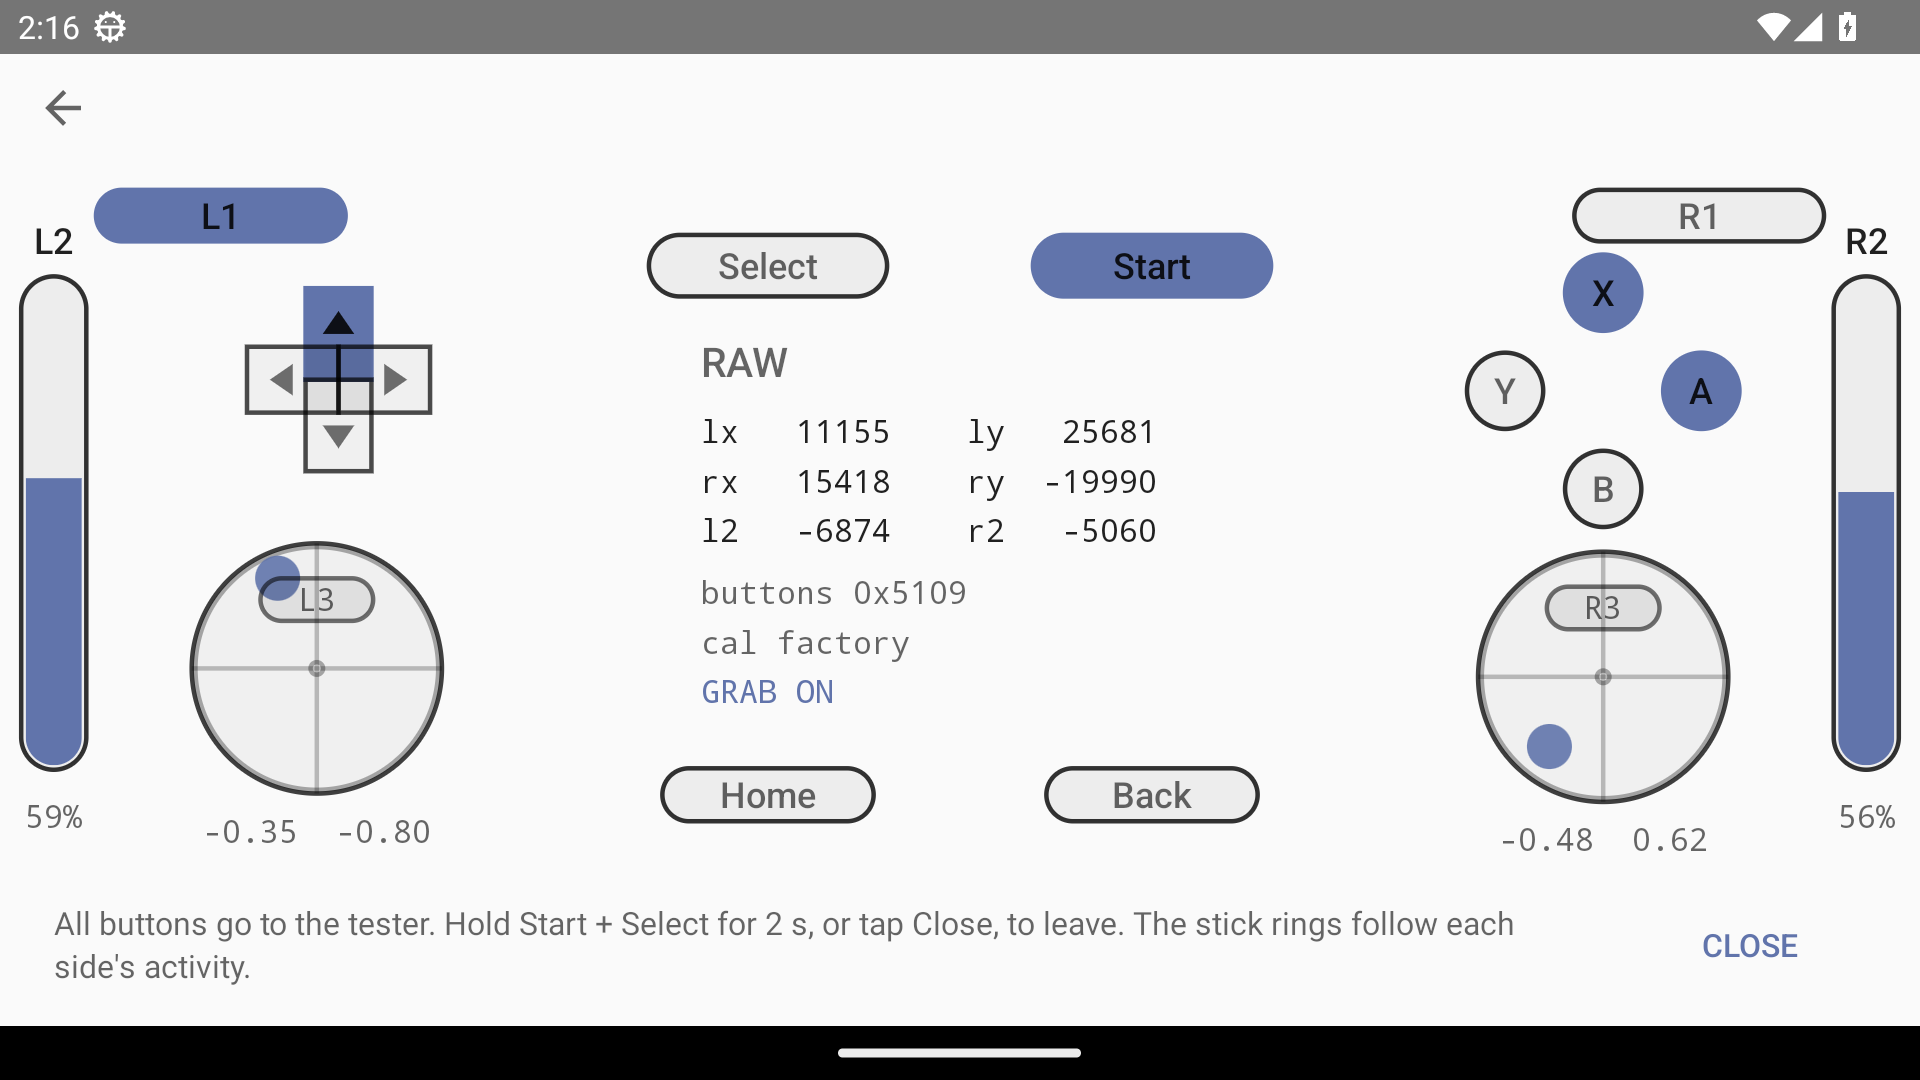 2:16
L1
R1
L2
R2
Select
Start
X
Y
A
B
RAW
lx 11155 ly 25681
rx 15418 ry -19990
l2 -6874 r2 -5060
buttons 0x5109
cal factory
GRAB ON
L3
R3
Home
Back
59%
-0.35 -0.80
-0.48 0.62
56%
All buttons go to the tester. Hold Start + Select for 2 s, or tap Close, to leave. The stick rings follow each
side's activity.
CLOSE